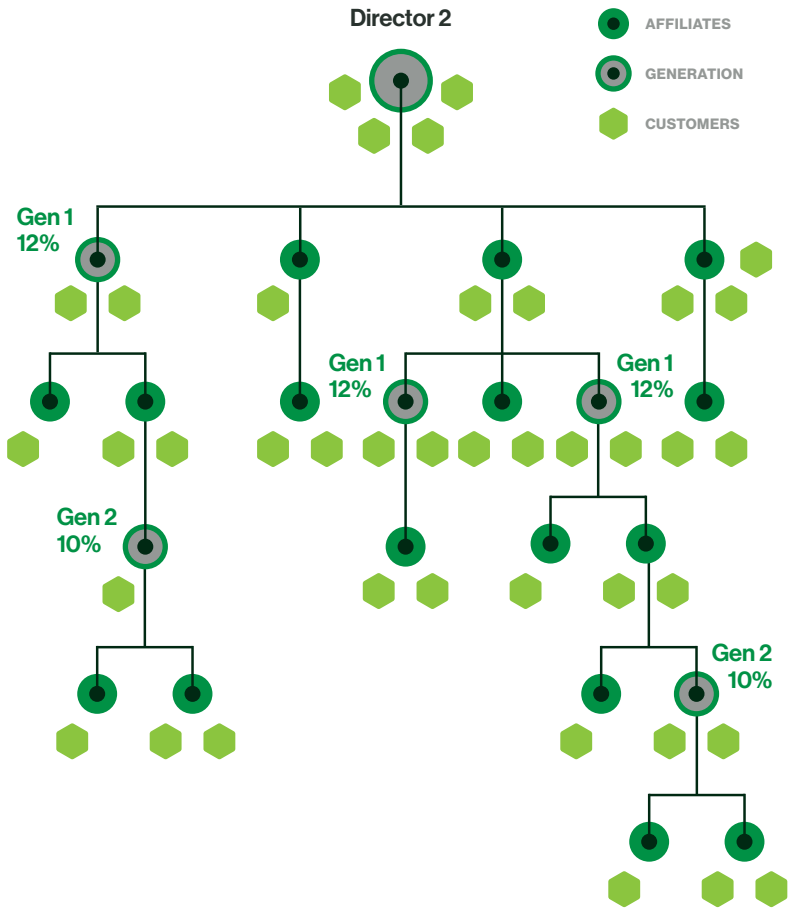 Director 2
AFFILIATES
GENERATION
CUSTOMERS
Gen 1
12%
Gen 1
12%
Gen 1
12%
Gen 2
10%
Gen 2
10%